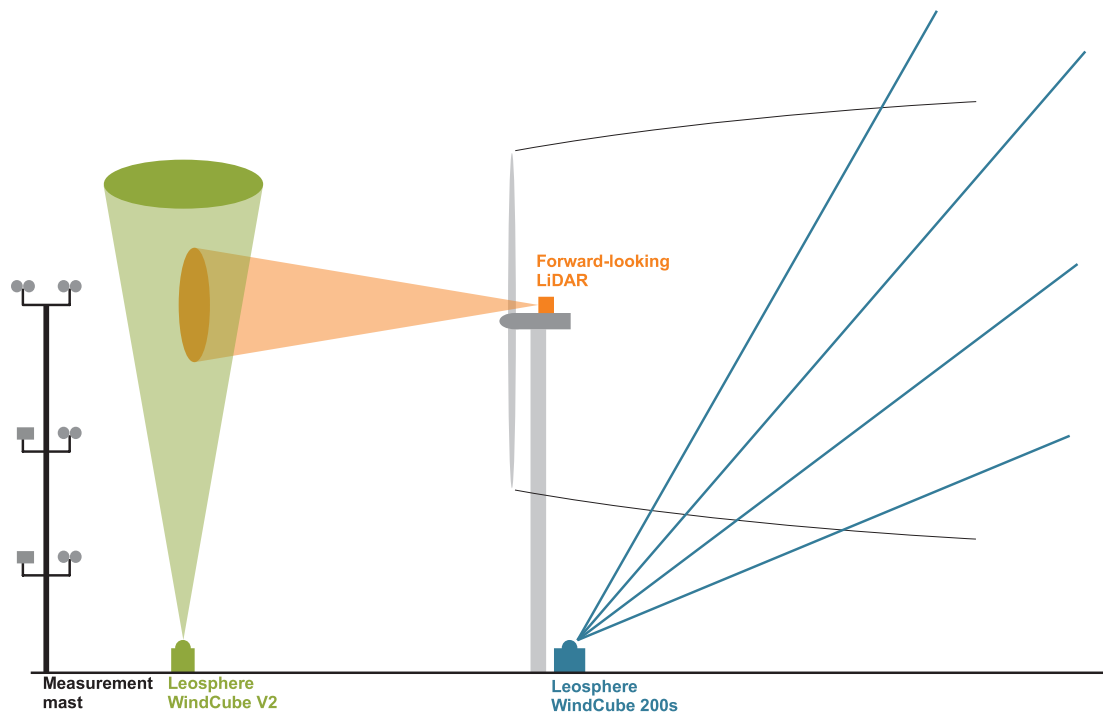 Forward-looking
LiDAR
Measurement
mast
Leosphere
WindCube V2
Leosphere
WindCube 200s